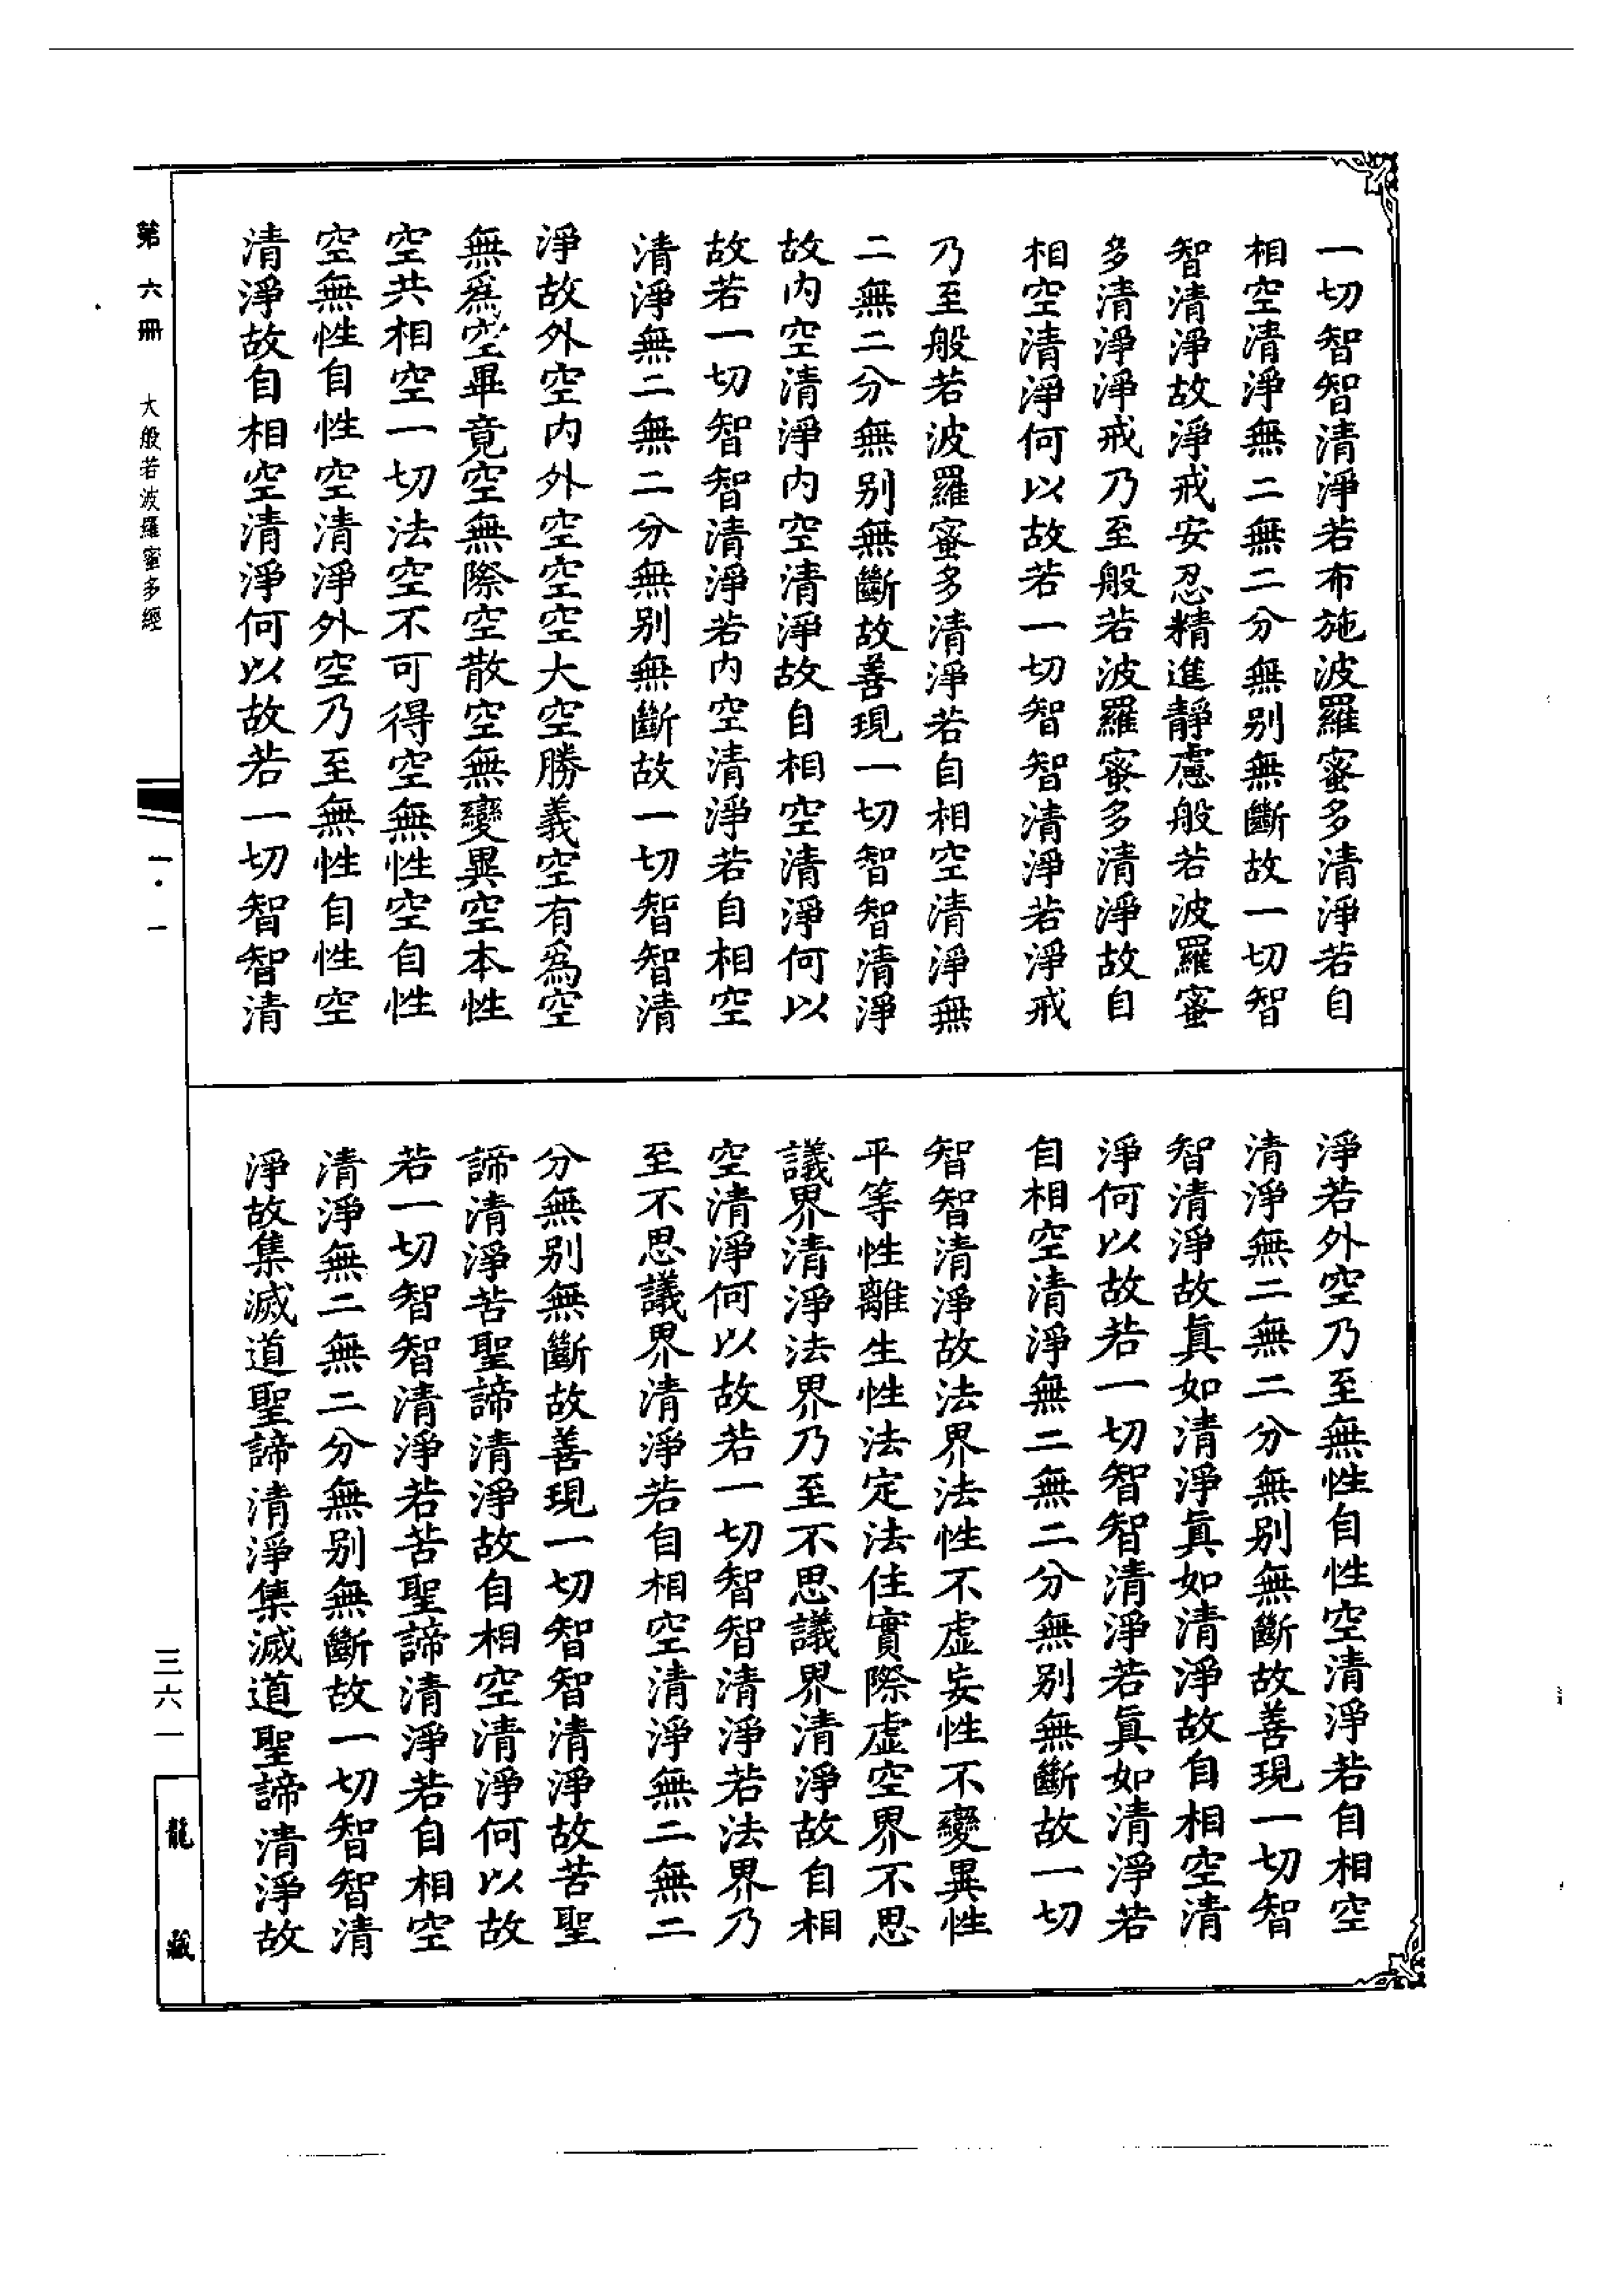 一切智智清淨若布施波羅蜜多清淨若自
相空清淨無二無二分無别無斷故一切智
智清淨故淨戒安忍精進靜慮般若波羅蜜
多清淨淨戒乃至般若波羅蜜多清淨故自
相空清淨何以故若一切智智清淨若淨戒
乃至般若波羅蜜多清淨若自相空清淨無
二無二分無别無斷故善現一切智智清淨
故内空清淨内空清淨故自相空清淨何以
故若一切智智清淨若内空清淨若自相空
清淨無二無二分無别無斷故一切智智清
淨故外空内外空空空大空勝義空有爲空
無爲空畢竟空無際空散空無變異空本性
空共相空一切法空不可得空無性空自性
空無性自性空清淨外空乃至無性自性空
清淨故自相空清淨何以故若一切智智清
淨若外空乃至無性自性空清淨若自相空
清淨無二無二分無别無斷故善現一切智
智清淨故眞如清淨眞如清淨故自相空清
淨何以故若一切智智清淨若眞如清淨若
自相空清淨無二無二分無别無斷故一切
智智清淨故法界法性不虚妄性不變異性
平等性離生性法定法住實際虚空界不思
議界清淨法界乃至不思議界清淨故自相
空清淨何以故若一切智智清淨若法界乃
至不思議界清淨若自相空清淨無二無二
分無别無斷故善現一切智智清淨故苦聖
諦清淨苦聖諦清淨故自相空清淨何以故
若一切智智清淨若苦聖諦清淨若自相空
清淨無二無二分無别無斷故一切智智清
淨故集滅道聖諦清淨集滅道聖諦清淨故
第六冊 大般若波羅蜜多經 一·一 三六一 龍藏